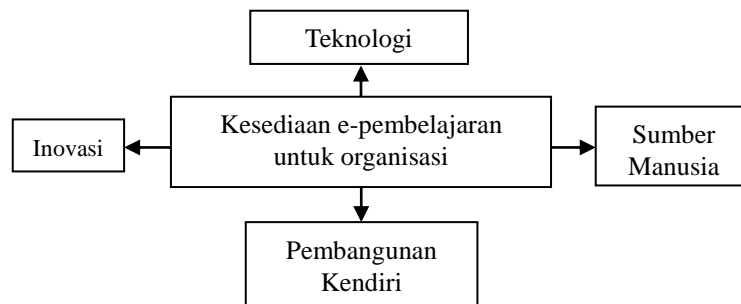 Teknologi
Kesediaan e-pembelajaran
untuk organisasi
Inovasi
Sumber
Manusia
Pembangunan
Kendiri